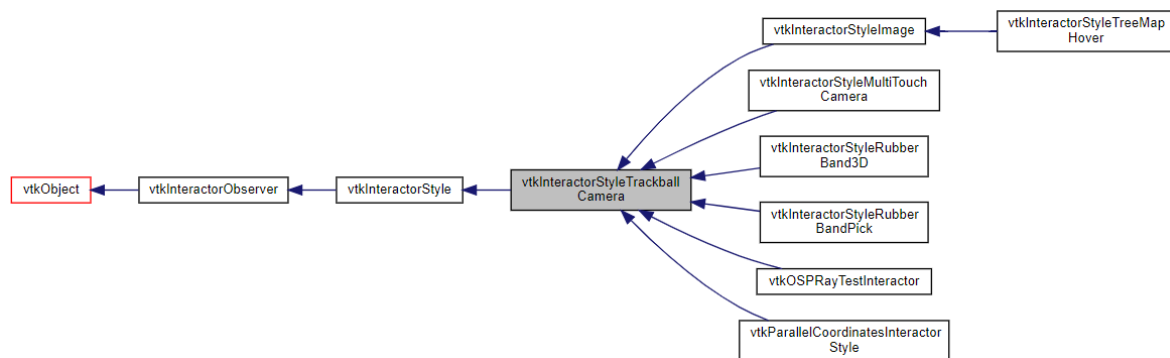 vtkObject
vtkInteractorObserver
vtkInteractorStyle
vtkInteractorStyleTrackball
Camera
vtkInteractorStyleImage
vtkInteractorStyleTreeMap
Hover
vtkInteractorStyleMultiTouch
Camera
vtkInteractorStyleRubber
Band3D
vtkInteractorStyleRubber
BandPick
vtkOSPRayTestInteractor
vtkParallelCoordinatesInteractor
Style